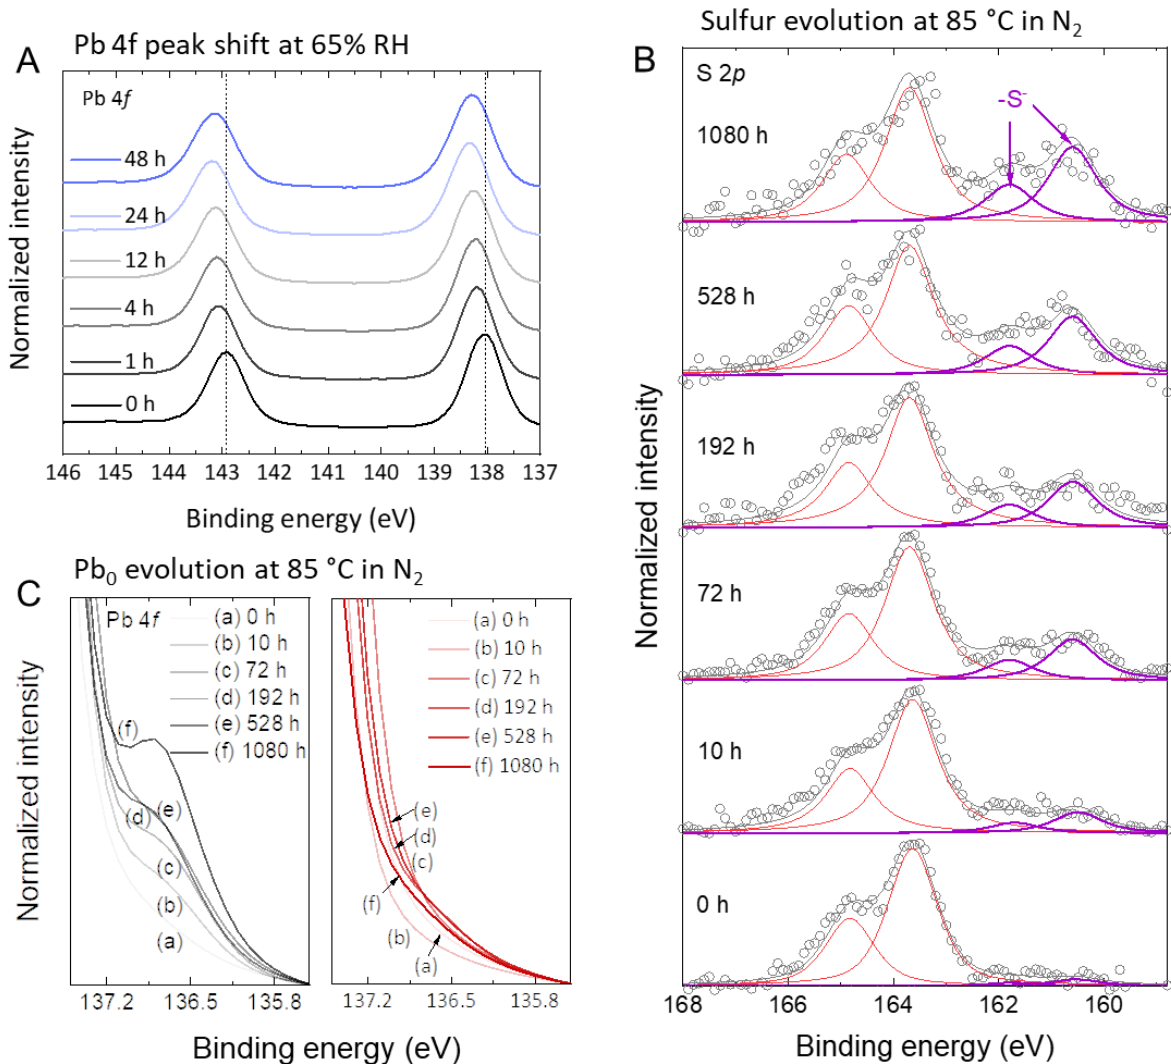 Pb 4f peak shift at 65% RH
A
Pb 4f
48 h
24 h
12 h
4 h
1 h
0 h
Normalized intensity
146 145 144 143 142 141 140 139 138 137
Binding energy (eV)
Sulfur evolution at 85 °C in N2
B
S 2p
-S-
1080 h
528 h
192 h
72 h
10 h
0 h
Normalized intensity
168 166 164 162 160
Binding energy (eV)
Pb0 evolution at 85 °C in N2
C
Pb 4f
(a) 0 h
(b) 10 h
(c) 72 h
(d) 192 h
(e) 528 h
(f) 1080 h
(f)
(e)
(d)
(c)
(b)
(a)
Normalized intensity
137.2 136.5 135.8
(a) 0 h
(b) 10 h
(c) 72 h
(d) 192 h
(e) 528 h
(f) 1080 h
(e)
(d)
(c)
(f)
(b)
(a)
137.2 136.5 135.8
Binding energy (eV)